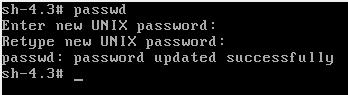 sh-4.3# passwd
Enter new UNIX password:
Retype new UNIX password:
passwd: password updated successfully
sh-4.3# _